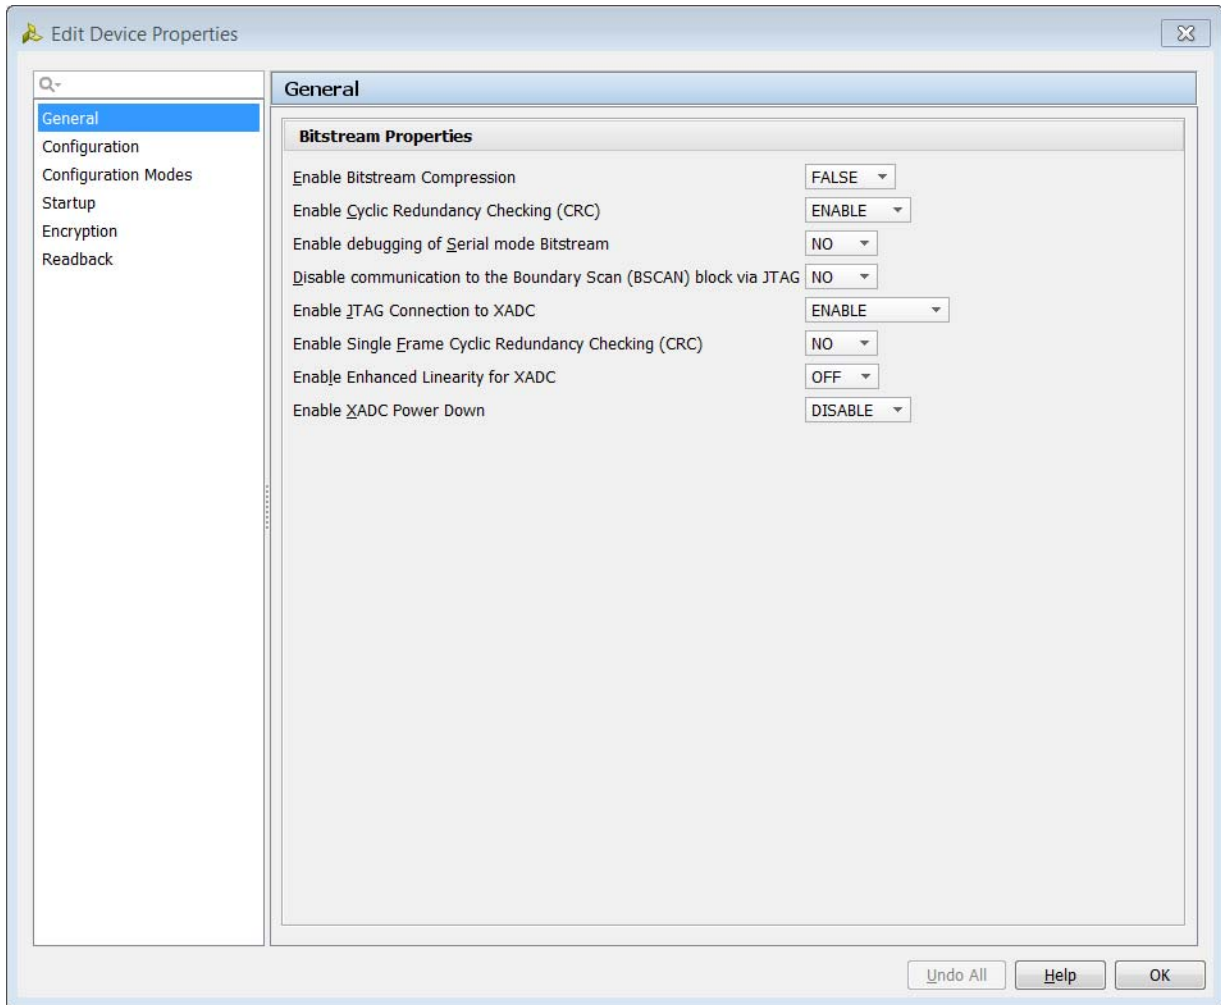 Edit Device Properties
General
General
Configuration
Configuration Modes
Startup
Encryption
Readback
Bitstream Properties
Enable Bitstream Compression FALSE
Enable Cyclic Redundancy Checking (CRC) ENABLE
Enable debugging of Serial mode Bitstream NO
Disable communication to the Boundary Scan (BSCAN) block via JTAG NO
Enable JTAG Connection to XADC ENABLE
Enable Single Frame Cyclic Redundancy Checking (CRC) NO
Enable Enhanced Linearity for XADC OFF
Enable XADC Power Down DISABLE
Undo All Help OK